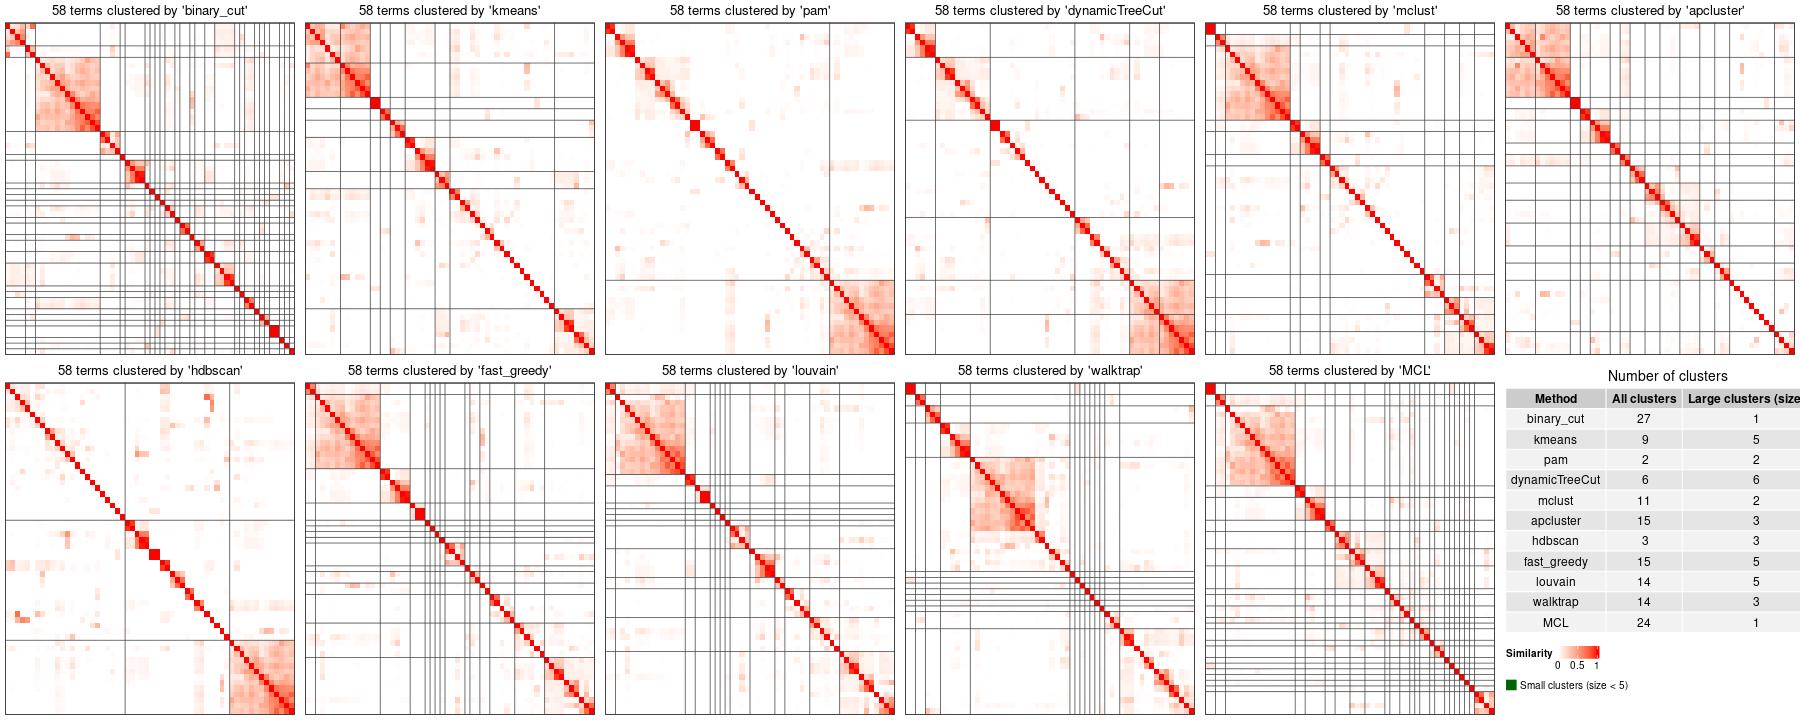 58 terms clustered by 'binary_cut'
58 terms clustered by 'kmeans'
58 terms clustered by 'pam'
58 terms clustered by 'dynamicTreeCut'
58 terms clustered by 'mclust'
58 terms clustered by 'apcluster'
58 terms clustered by 'hdbscan'
58 terms clustered by 'fast_greedy'
58 terms clustered by 'louvain'
58 terms clustered by 'walktrap'
58 terms clustered by 'MCL'
Number of clusters
Method All clusters Large clusters (size
binary_cut 27 1
kmeans 9 5
pam 2 2
dynamicTreeCut 6 6
mclust 11 2
apcluster 15 3
hdbscan 3 3
fast_greedy 15 5
louvain 14 5
walktrap 14 3
MCL 24 1
Similarity
0 0.5 1
Small clusters (size < 5)